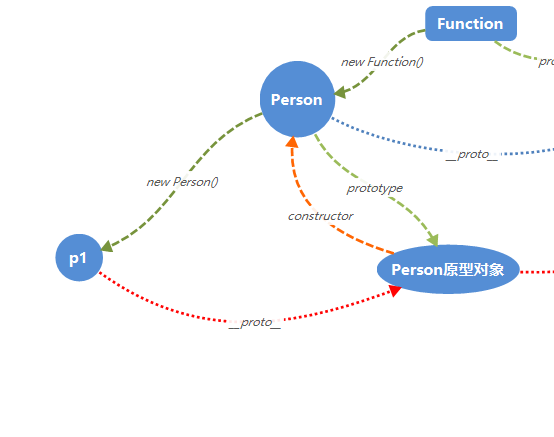 Function
new Function()
pro
Person
__proto__
new Person()
prototype
constructor
p1
Person原型对象
__proto__